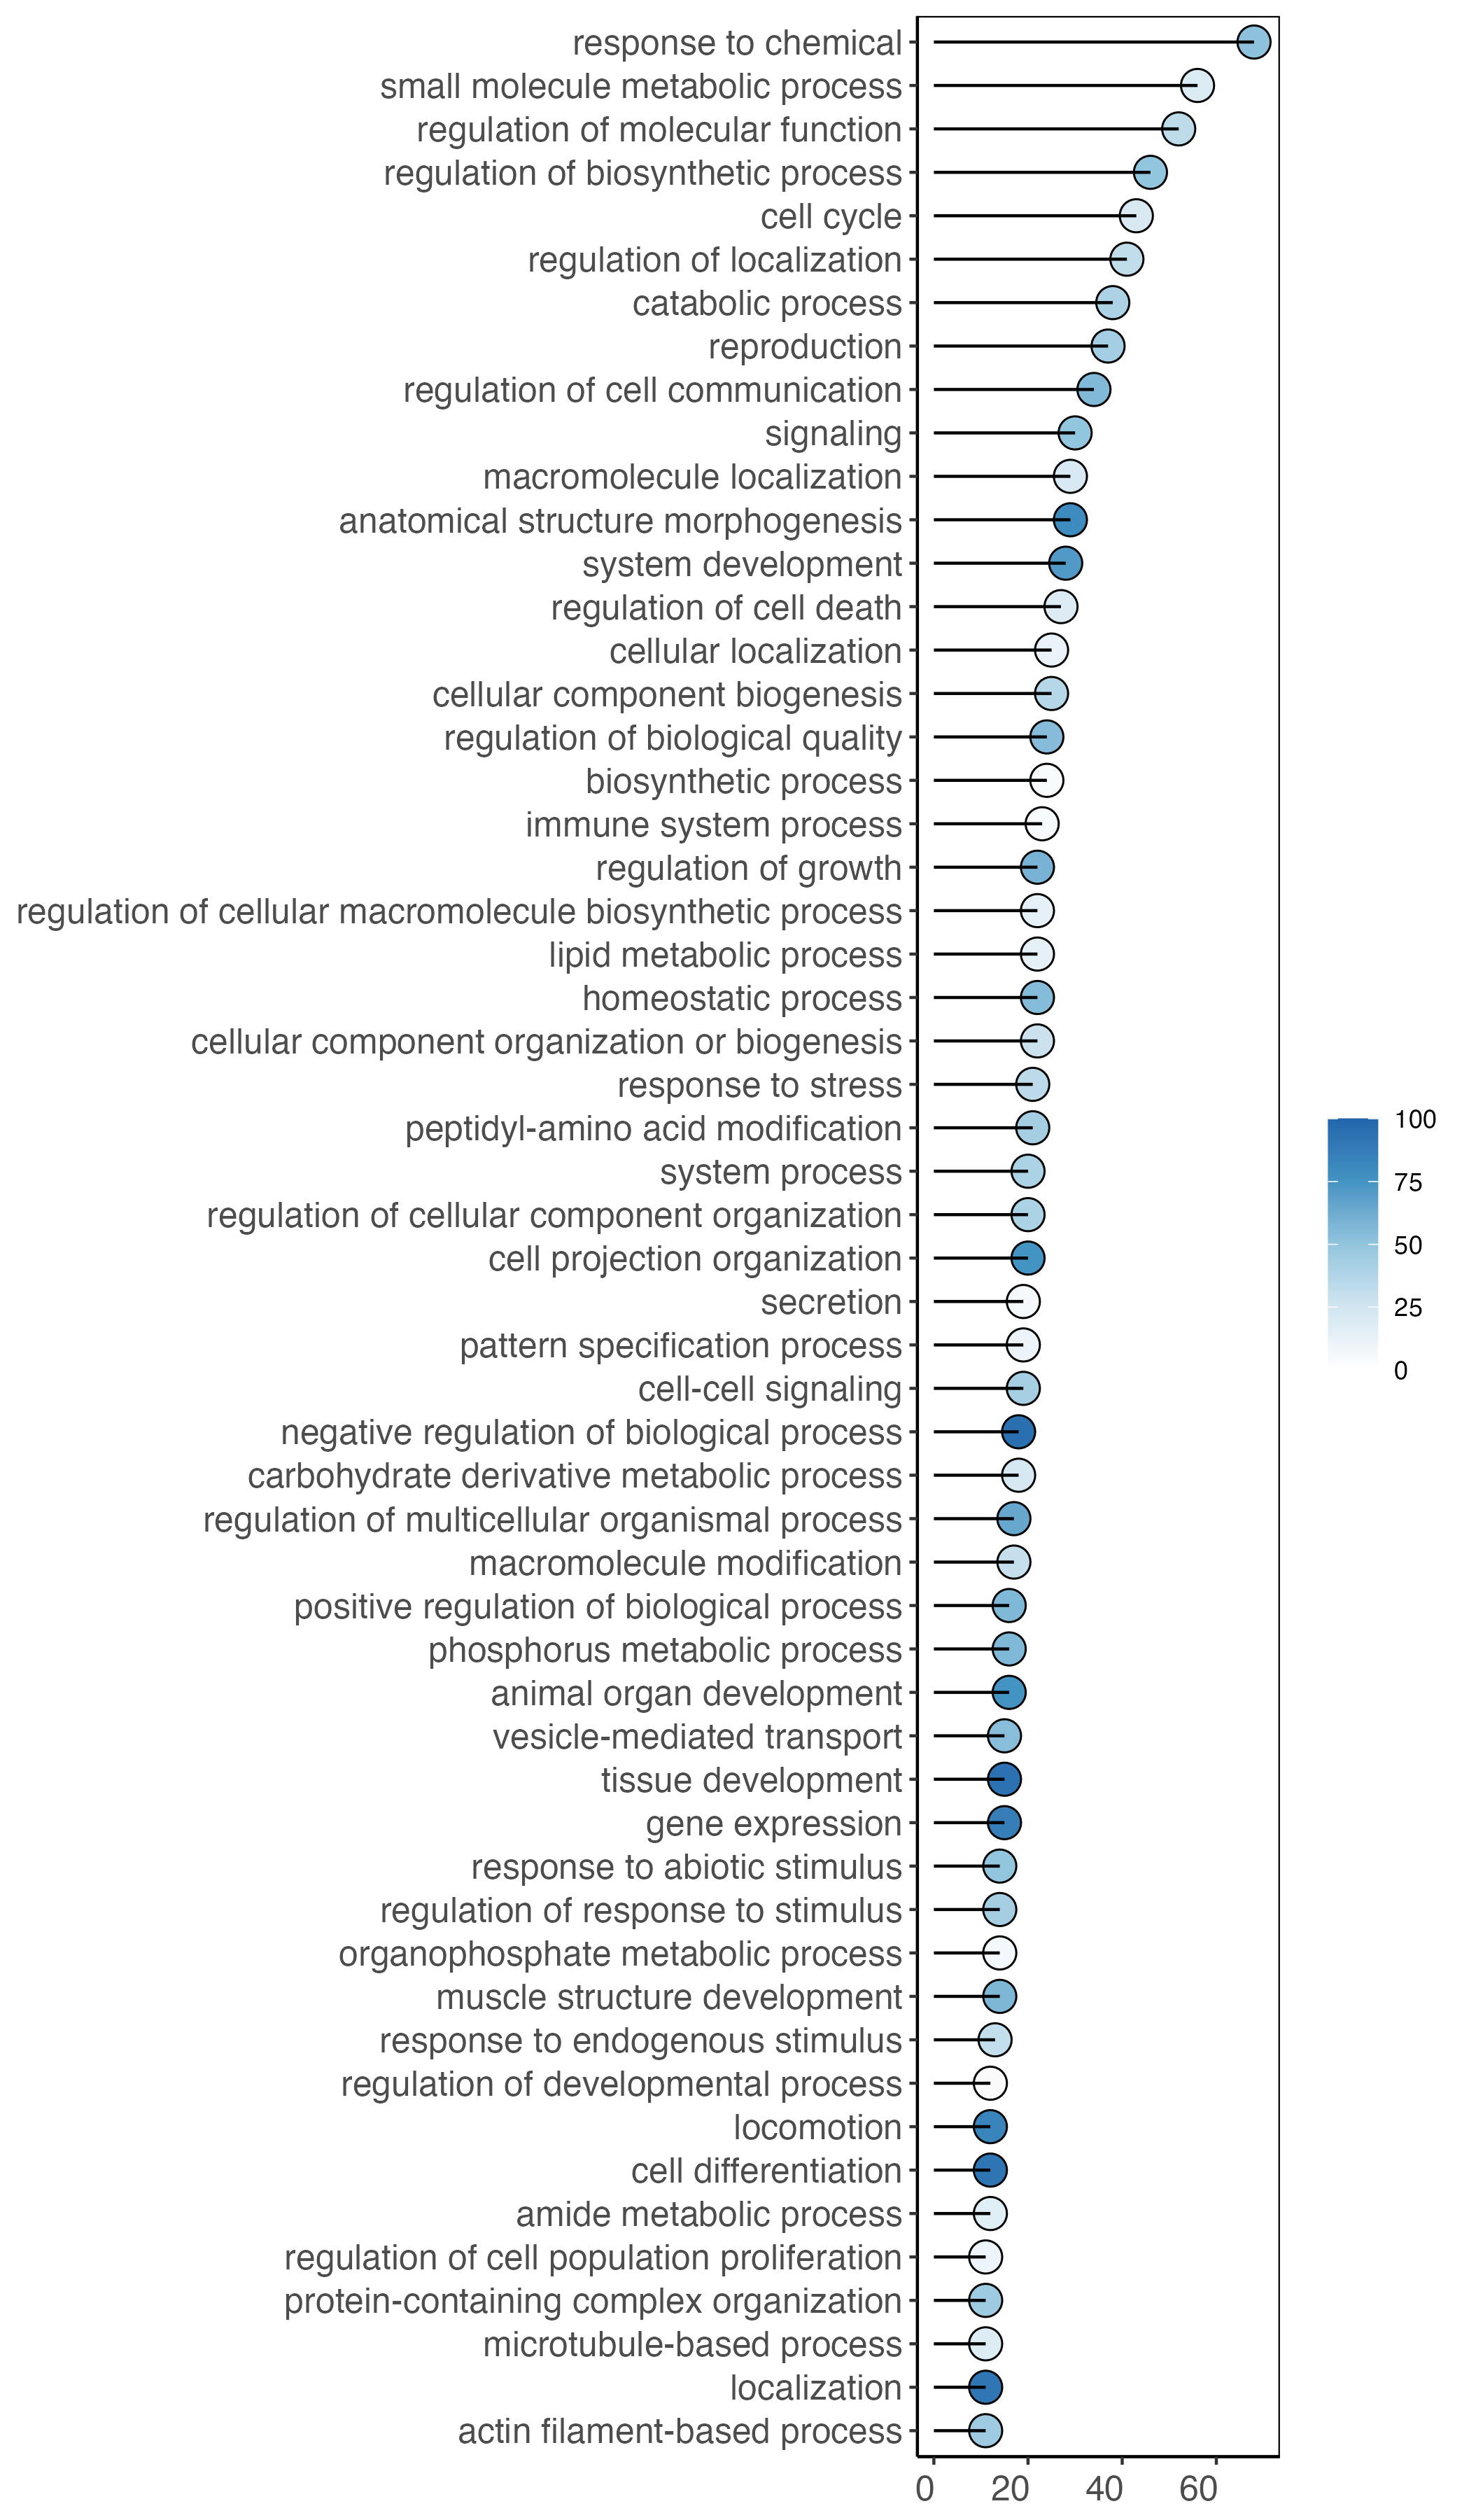 response to chemical
small molecule metabolic process
regulation of molecular function
regulation of biosynthetic process
cell cycle
regulation of localization
catabolic process
reproduction
regulation of cell communication
signaling
macromolecule localization
anatomical structure morphogenesis
system development
regulation of cell death
cellular localization
cellular component biogenesis
regulation of biological quality
biosynthetic process
immune system process
regulation of growth
regulation of cellular macromolecule biosynthetic process
lipid metabolic process
homeostatic process
cellular component organization or biogenesis
response to stress
peptidyl-amino acid modification
system process
regulation of cellular component organization
cell projection organization
secretion
pattern specification process
cell-cell signaling
negative regulation of biological process
carbohydrate derivative metabolic process
regulation of multicellular organismal process
macromolecule modification
positive regulation of biological process
phosphorus metabolic process
animal organ development
vesicle-mediated transport
tissue development
gene expression
response to abiotic stimulus
regulation of response to stimulus
organophosphate metabolic process
muscle structure development
response to endogenous stimulus
regulation of developmental process
locomotion
cell differentiation
amide metabolic process
regulation of cell population proliferation
protein-containing complex organization
microtubule-based process
localization
actin filament-based process
0 20 40 60
100
75
50
25
0